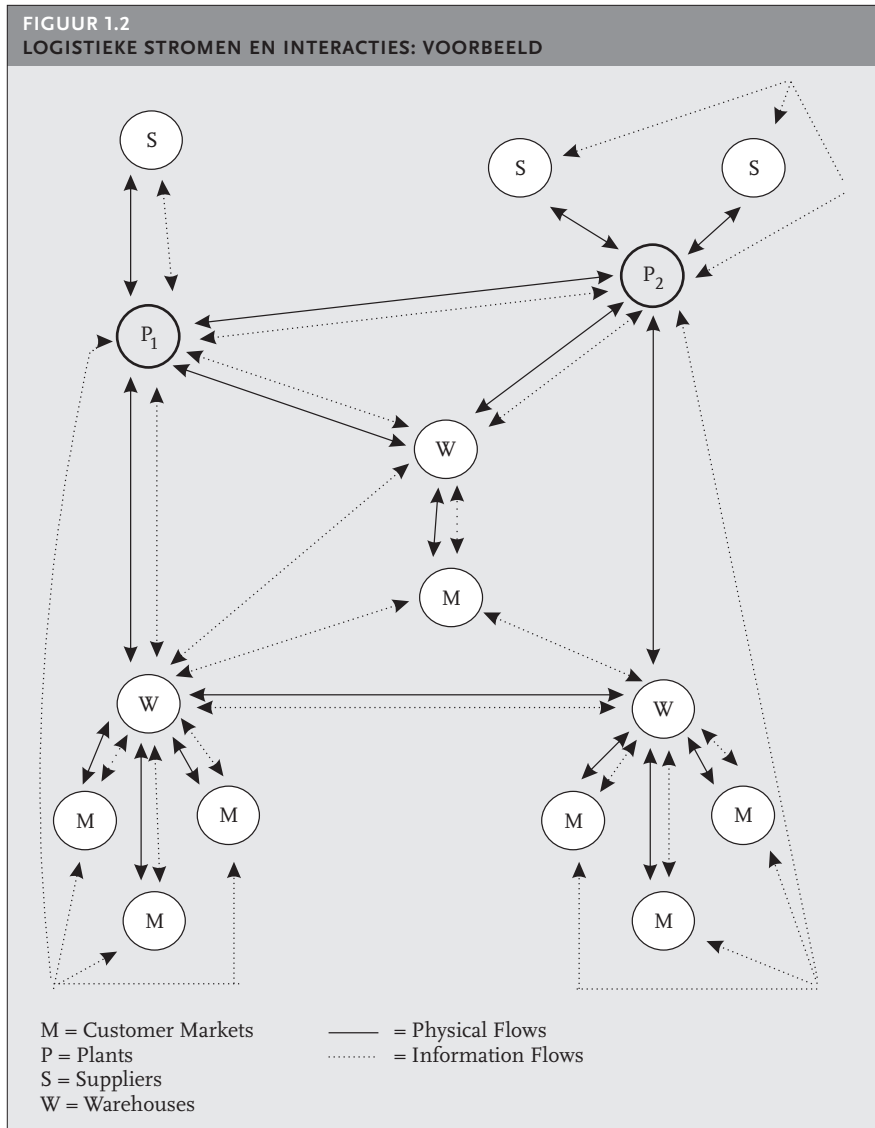 FIGUUR 1.2
LOGISTIEKE STROMEN EN INTERACTIES: VOORBEELD
S
S
S
P2
P1
W
M
W
W
M
M
M
M
M
M
M = Customer Markets
= Physical Flows
P = Plants
= Information Flows
S = Suppliers
W = Warehouses